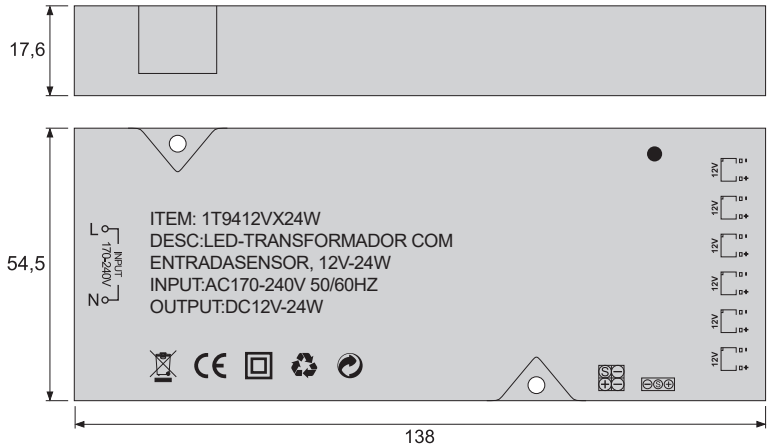 17,6
54,5
L
N
INPUT
170-240V
ITEM: 1T9412VX24W
DESC:LED-TRANSFORMADOR COM
ENTRADASENSOR, 12V-24W
INPUT:AC170-240V 50/60HZ
OUTPUT:DC12V-24W
CE
12V
12V
12V
12V
12V
12V
S
S
138